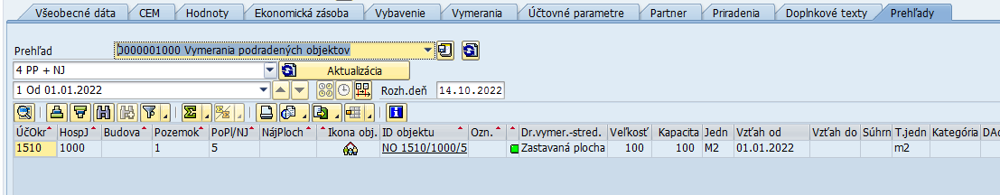 Všeobecné dáta CEM Hodnoty Ekonomická zásoba Vybavenie Vymerania Účtovné parametre Partner Priradenia Doplnkové texty Prehľady
Prehľad 0000001000 Vymerania podradených objektov
4 PP + NJ Aktualizácia
1 Od 01.01.2022 Rozh.deň 14.10.2022
ÚčOkr HospJ Budova Pozemok PoPl/NJ NájPloch Ikona obj. ID objektu Ozn. Dr.vymer.-stred. Veľkosť Kapacita Jedn Vzťah od Vzťah do Súhrn T.jedn Kategória
1510 1000 1 5 NO 1510/1000/5 Zastavaná plocha 100 100 M2 01.01.2022 m2